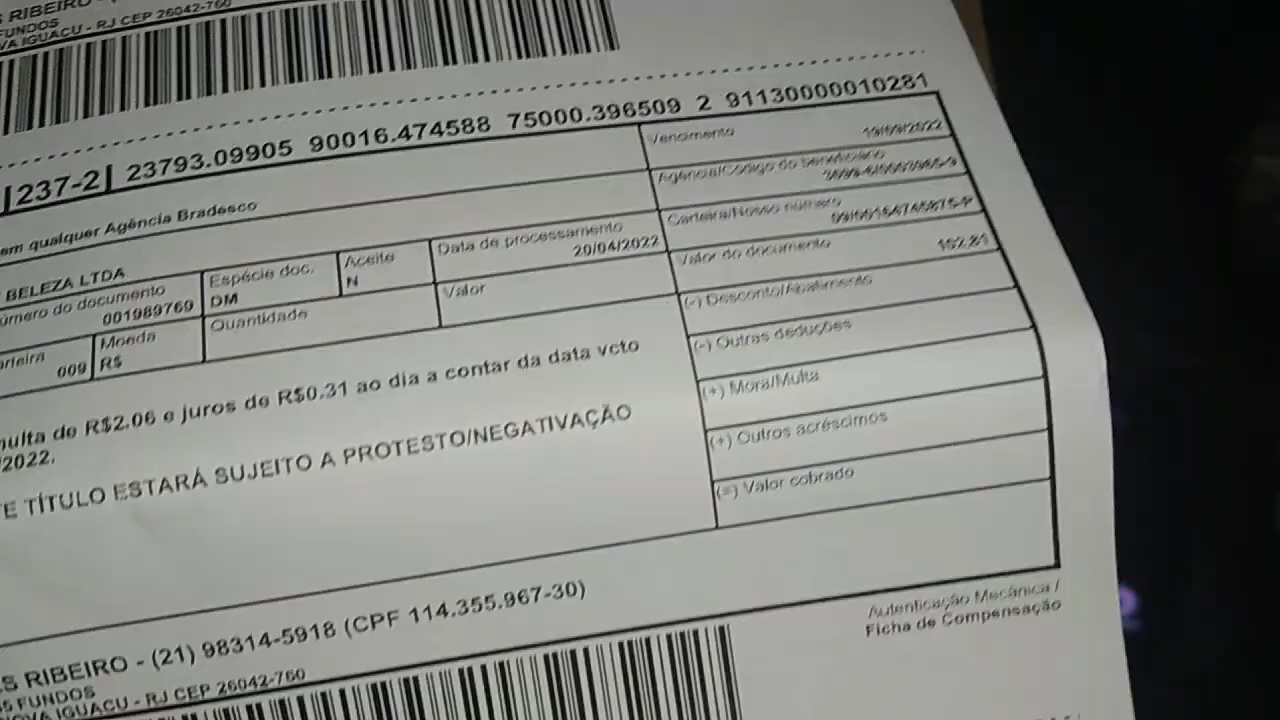 S RIBEIRO
FUNDOS
VA IGUAÇU - RJ CEP 26042-760
237-2 23793.09905 90016.474588 75000.396509 2 91130000010281
em qualquer Agência Bradesco
Vencimento
Agência/Código do beneficiário
BELEZA LTDA
úmero do documento
001989769
Espécie doc.
DM
Aceite
N
Data de processamento
20/04/2022
Carteira/Nosso número
arteira
009
Moeda
R$
Quantidade
Valor
Valor do documento
(-) Desconto/Abatimento
(-) Outras deduções
(+) Mora/Multa
(+) Outros acréscimos
(=) Valor cobrado
multa de R$2.06 e juros de R$0.31 ao dia a contar da data vcto
/2022.
TE TÍTULO ESTARÁ SUJEITO A PROTESTO/NEGATIVAÇÃO
S RIBEIRO - (21) 98314-5918 (CPF 114.355.967-30)
FUNDOS
NOVA IGUAÇU - RJ CEP 26042-760
Autenticação Mecânica /
Ficha de Compensação